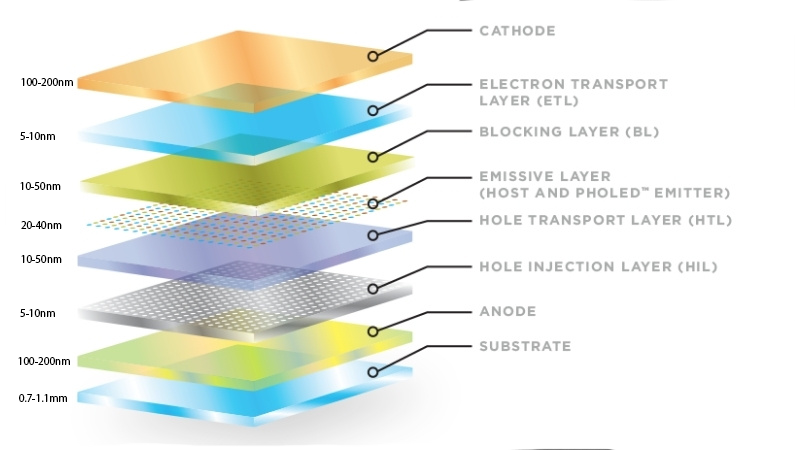 CATHODE
100-200nm
ELECTRON TRANSPORT
LAYER (ETL)
5-10nm
BLOCKING LAYER (BL)
10-50nm
EMISSIVE LAYER
(HOST AND PHOLED™ EMITTER)
20-40nm
HOLE TRANSPORT LAYER (HTL)
10-50nm
HOLE INJECTION LAYER (HIL)
5-10nm
ANODE
100-200nm
SUBSTRATE
0.7-1.1mm